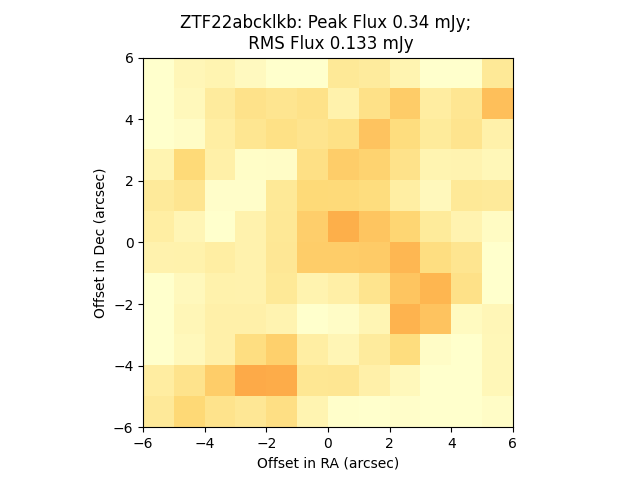 ZTF22abcklkb: Peak Flux 0.34 mJy;
RMS Flux 0.133 mJy
6
4
2
0
−2
−4
−6
Offset in Dec (arcsec)
−6 −4 −2 0 2 4 6
Offset in RA (arcsec)